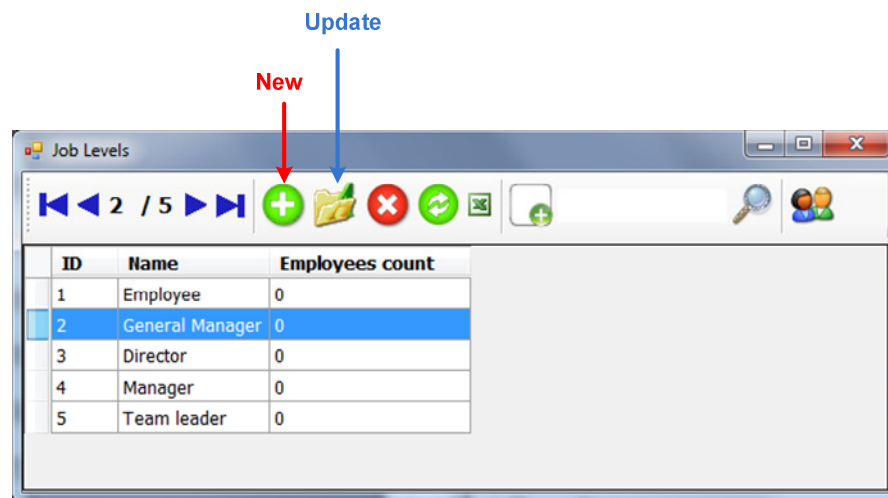 Update
New
Job Levels
2 / 5
ID Name Employees count
1 Employee 0
2 General Manager 0
3 Director 0
4 Manager 0
5 Team leader 0